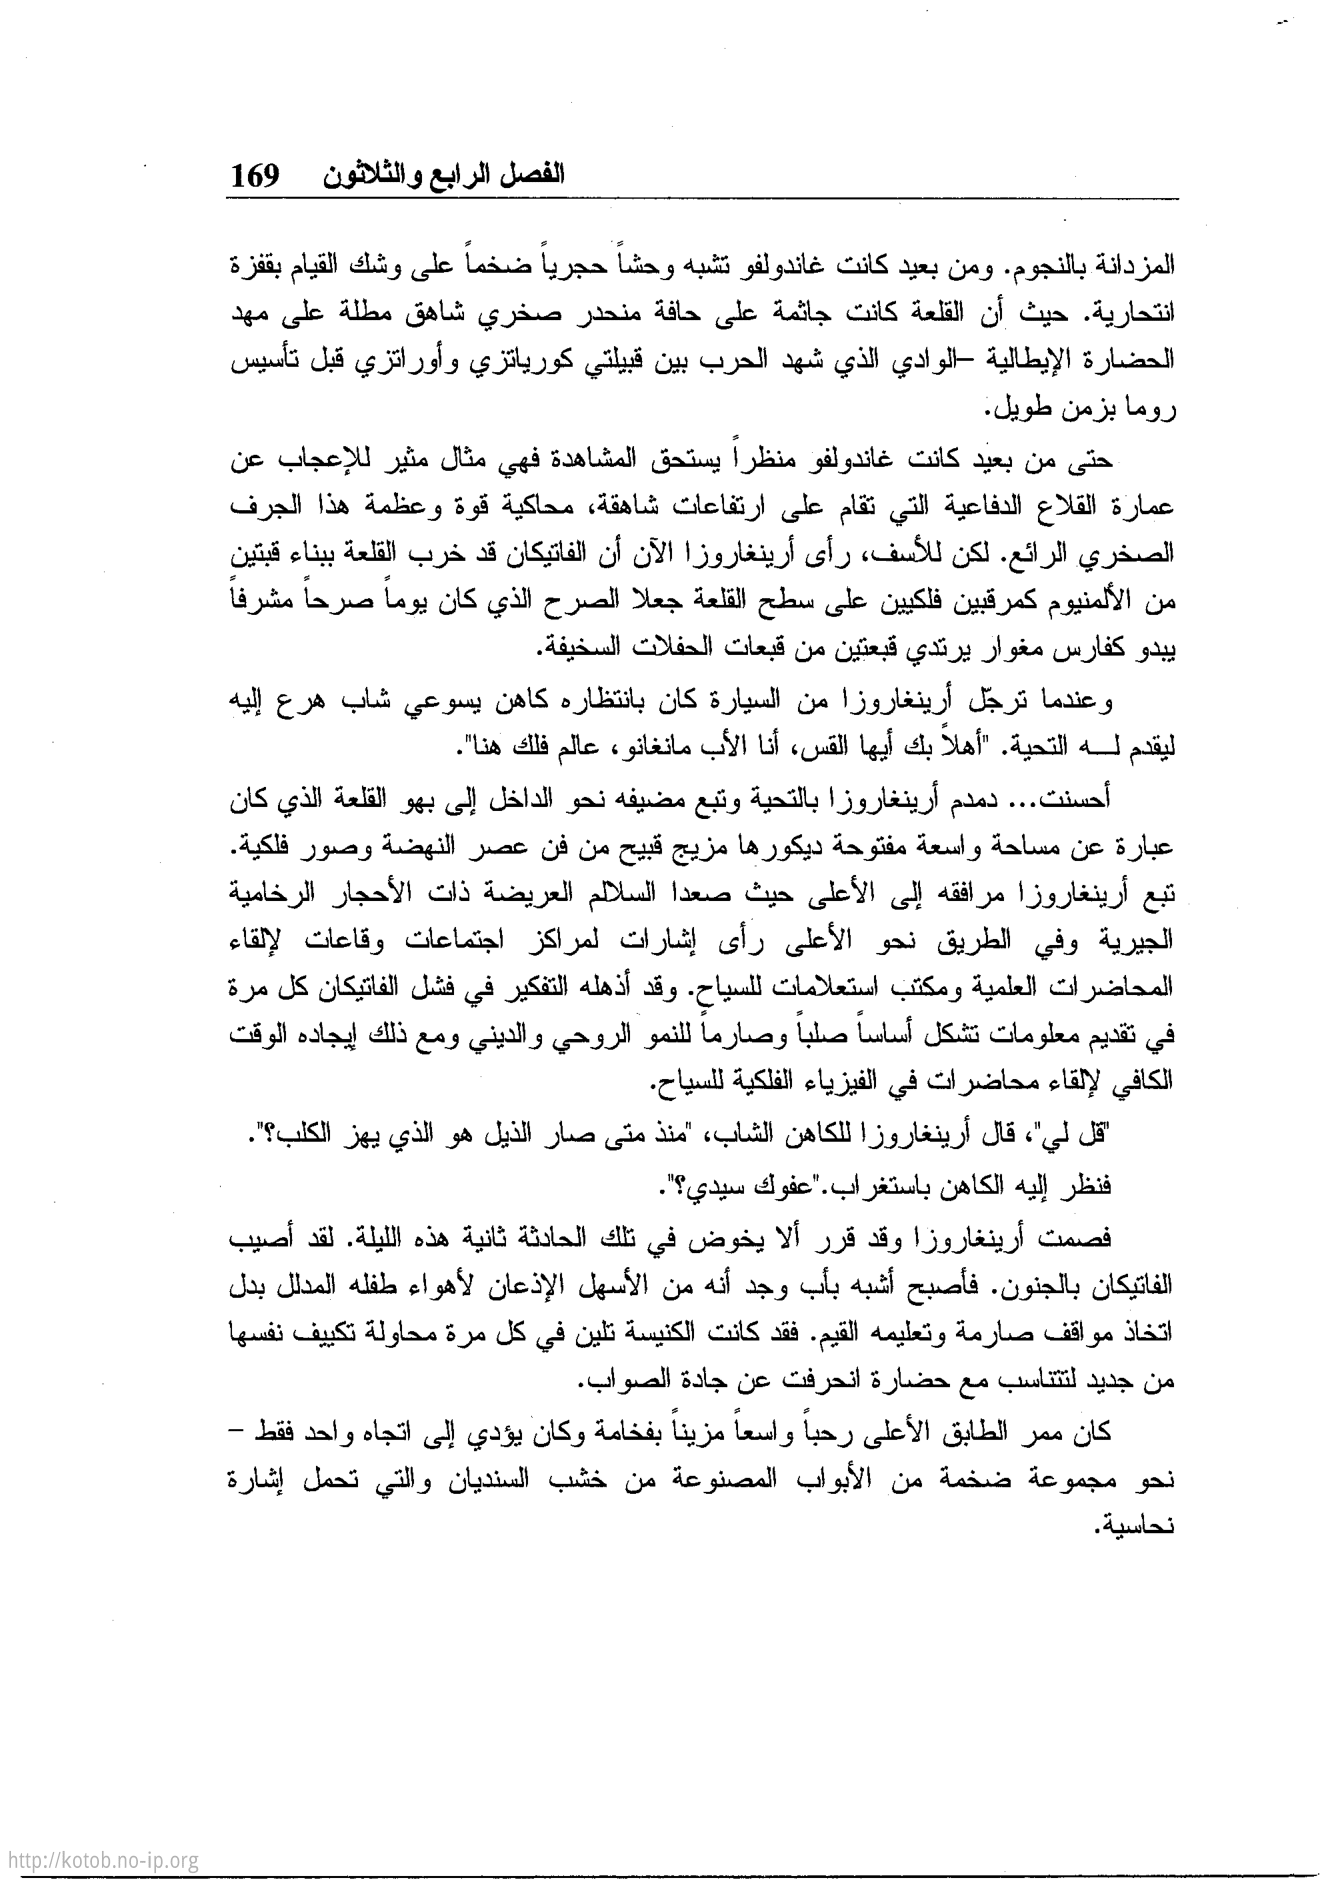 الفصل الرابع والثلاثون 169
المزدانة بالنجوم. ومن بعيد كانت غاندولفو تشبه وحشاً حجرياً ضخماً على وشك القيام بقفزة
انتحارية. حيث أن القلعة كانت جاثمة على حافة منحدر صخري شاهق مطلة على مهد
الحضارة الإيطالية –الوادي الذي شهد الحرب بين قبيلتي كورياتزي وأوراتزي قبل تأسيس
روما بزمن طويل.
حتى من بعيد كانت غاندولفو منظراً يستحق المشاهدة فهي مثال مثير للإعجاب عن
عمارة القلاع الدفاعية التي تقام على ارتفاعات شاهقة، محاكية قوة وعظمة هذا الجرف
الصخري الرائع. لكن للأسف، رأى أرينغاروزا الآن أن الفاتيكان قد خرب القلعة ببناء قبتين
من الألمنيوم كمرقبين فلكيين على سطح القلعة جعلا الصرح الذي كان يوماً صرحاً مشرفاً
يبدو كفارس مغوار يرتدي قبعتين من قبعات الحفلات السخيفة.
وعندما ترجّل أرينغاروزا من السيارة كان بانتظاره كاهن يسوعي شاب هرع إليه
ليقدم لـــه التحية. "أهلاً بك أيها القس، أنا الأب مانغانو، عالم فلك هنا".
أحسنت... دمدم أرينغاروزا بالتحية وتبع مضيفه نحو الداخل إلى بهو القلعة الذي كان
عبارة عن مساحة واسعة مفتوحة ديكورها مزيج قبيح من فن عصر النهضة وصور فلكية.
تبع أرينغاروزا مرافقه إلى الأعلى حيث صعدا السلالم العريضة ذات الأحجار الرخامية
الجيرية وفي الطريق نحو الأعلى رأى إشارات لمراكز اجتماعات وقاعات لإلقاء
المحاضرات العلمية ومكتب استعلامات للسياح. وقد أذهله التفكير في فشل الفاتيكان كل مرة
في تقديم معلومات تشكل أساساً صلباً وصارماً للنمو الروحي والديني ومع ذلك إيجاده الوقت
الكافي لإلقاء محاضرات في الفيزياء الفلكية للسياح.
"قل لي"، قال أرينغاروزا للكاهن الشاب، "منذ متى صار الذيل هو الذي يهز الكلب؟".
فنظر إليه الكاهن باستغراب."عفوك سيدي؟".
فصمت أرينغاروزا وقد قرر ألا يخوض في تلك الحادثة ثانية هذه الليلة. لقد أصيب
الفاتيكان بالجنون. فأصبح أشبه بأب وجد أنه من الأسهل الإذعان لأهواء طفله المدلل بدل
اتخاذ مواقف صارمة وتعليمه القيم. فقد كانت الكنيسة تلين في كل مرة محاولة تكييف نفسها
من جديد لتتناسب مع حضارة انحرفت عن جادة الصواب.
كان ممر الطابق الأعلى رحباً واسعاً مزيناً بفخامة وكان يؤدي إلى اتجاه واحد فقط –
نحو مجموعة ضخمة من الأبواب المصنوعة من خشب السنديان والتي تحمل إشارة
نحاسية.
http://kotob.no-ip.org